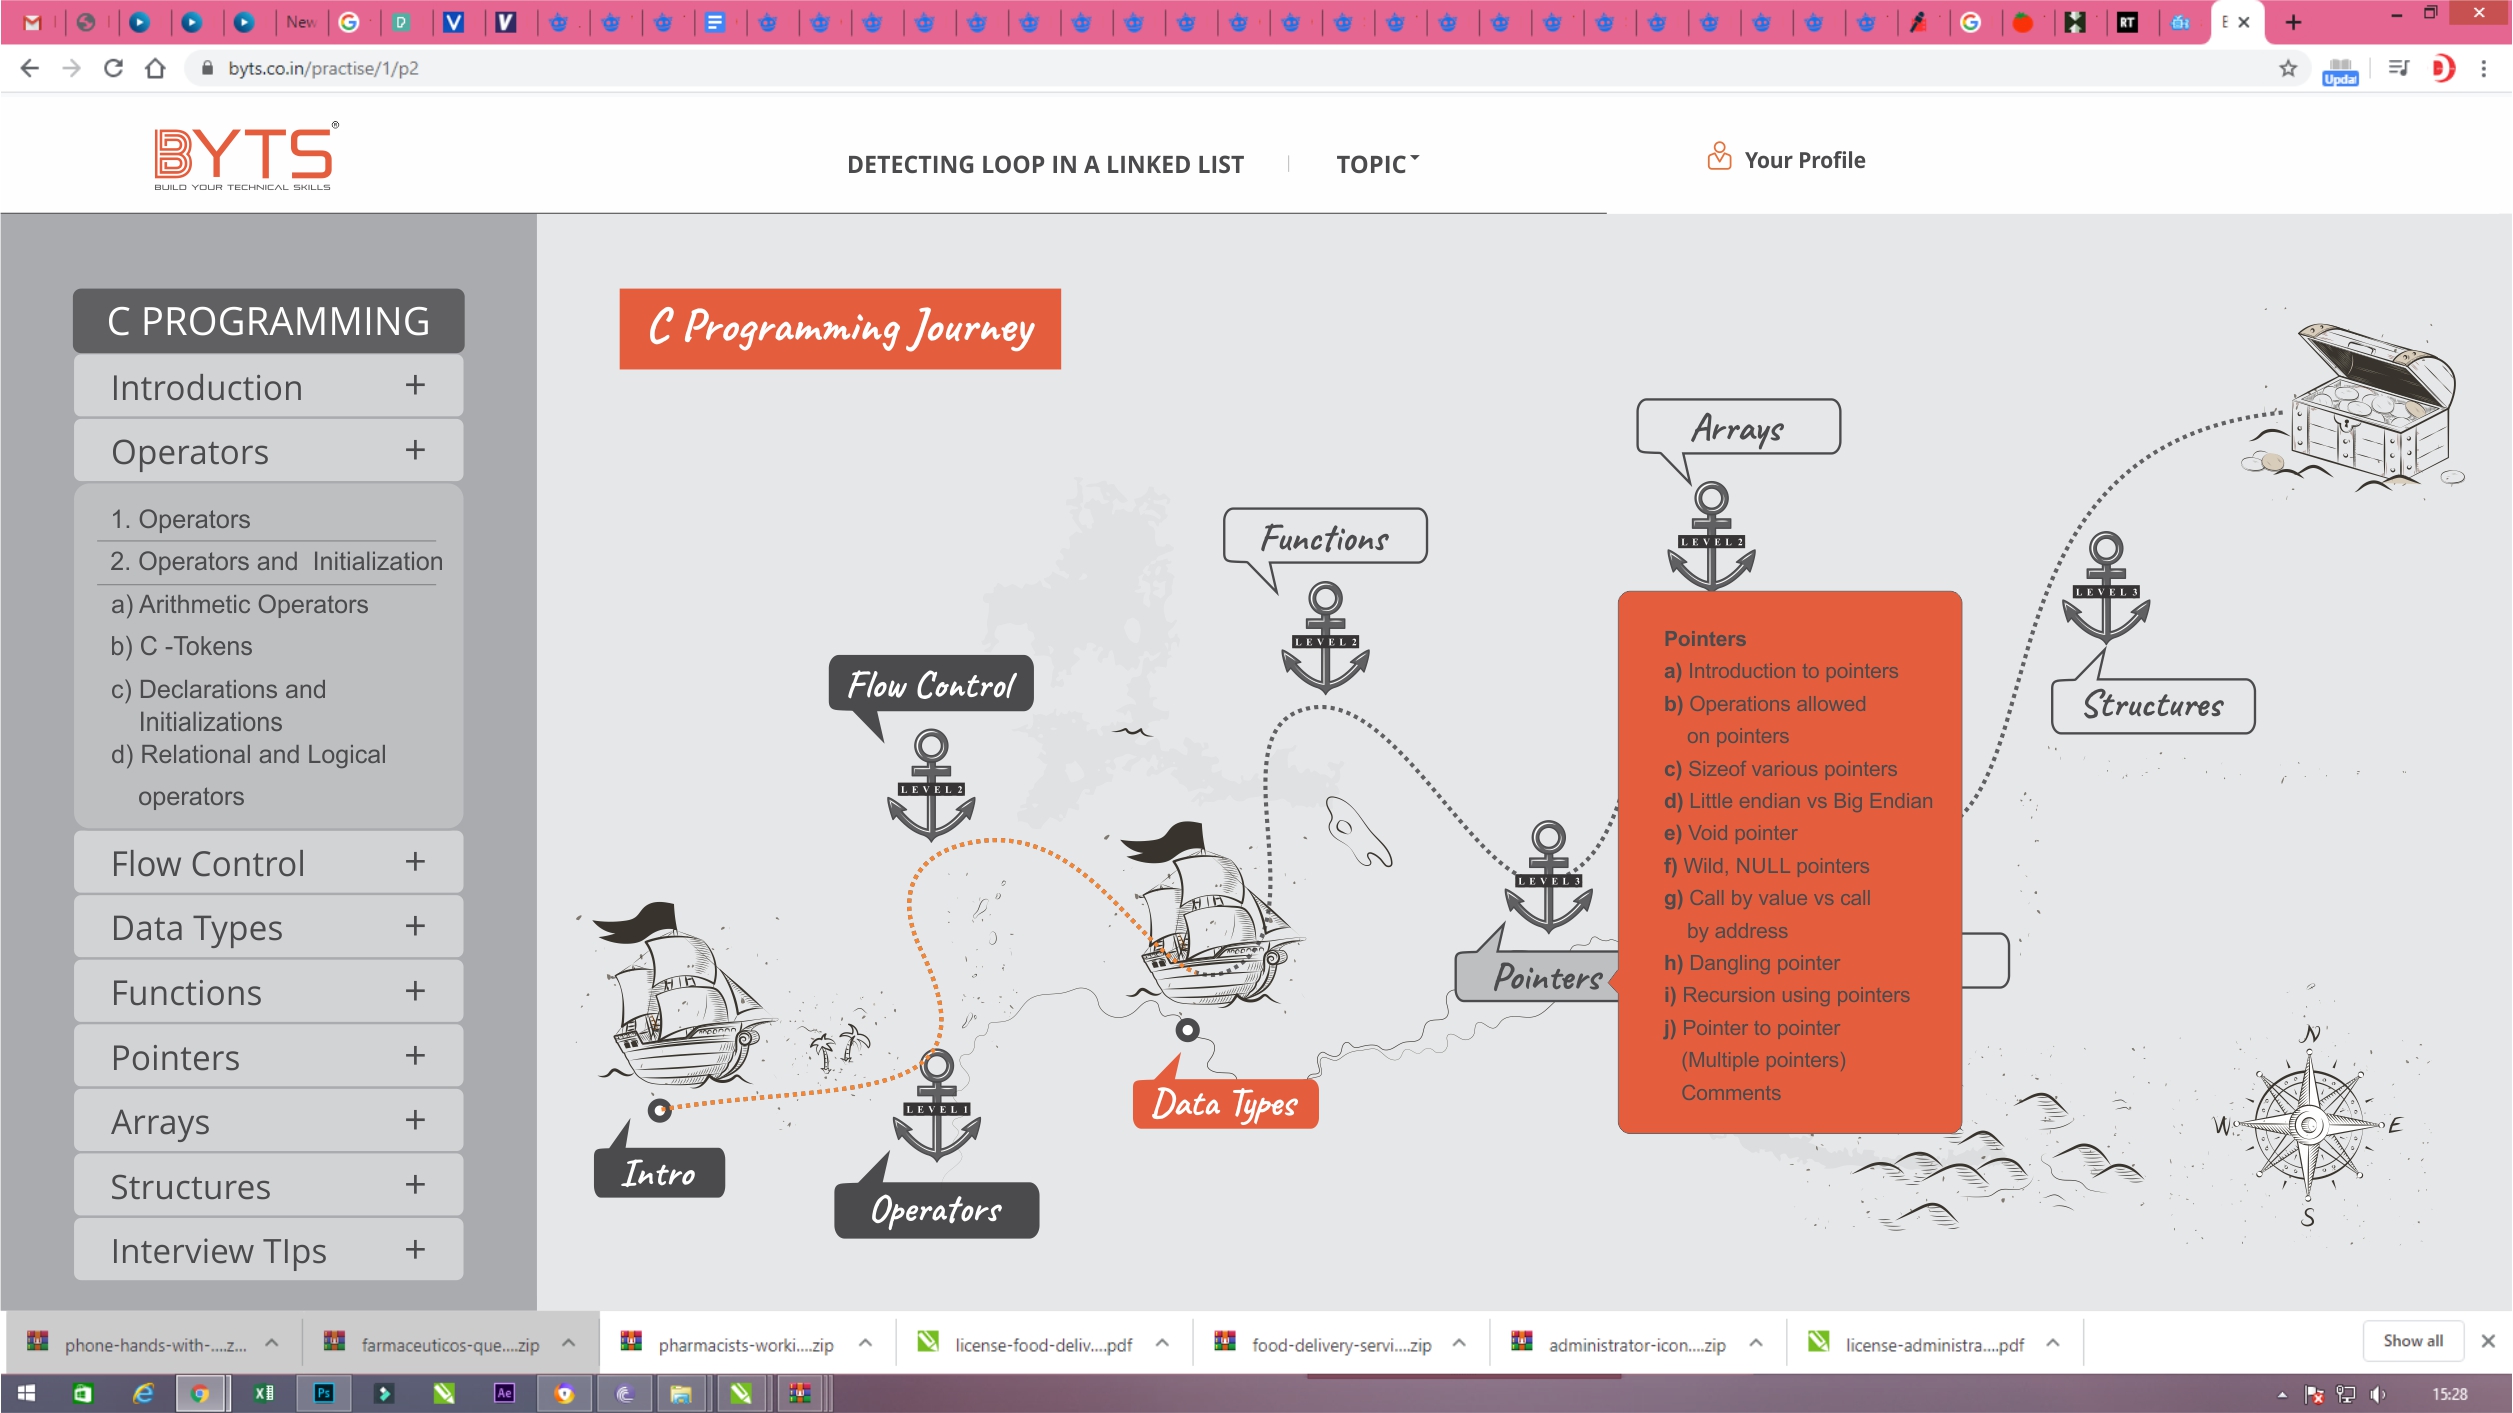 New
E
byts.co.in/practise/1/p2
Updat
BYTS®
BUILD YOUR TECHNICAL SKILLS
DETECTING LOOP IN A LINKED LIST
TOPIC
Your Profile
C PROGRAMMING
Introduction +
Operators +
1. Operators
2. Operators and Initialization
a) Arithmetic Operators
b) C -Tokens
c) Declarations and
Initializations
d) Relational and Logical
operators
Flow Control +
Data Types +
Functions +
Pointers +
Arrays +
Structures +
Interview TIps +
C Programming Journey
Arrays
LEVEL 2
Functions
LEVEL 2
LEVEL 3
Structures
Flow Control
LEVEL 2
LEVEL 3
Pointers
Pointers
a) Introduction to pointers
b) Operations allowed
on pointers
c) Sizeof various pointers
d) Little endian vs Big Endian
e) Void pointer
f) Wild, NULL pointers
g) Call by value vs call
by address
h) Dangling pointer
i) Recursion using pointers
j) Pointer to pointer
(Multiple pointers)
Comments
Data Types
LEVEL 1
Intro
Operators
N
W
E
S
phone-hands-with-....z...
farmaceuticos-que....zip
pharmacists-worki....zip
license-food-deliv....pdf
food-delivery-servi....zip
administrator-icon....zip
license-administra....pdf
Show all
Ps
Ae
15:28